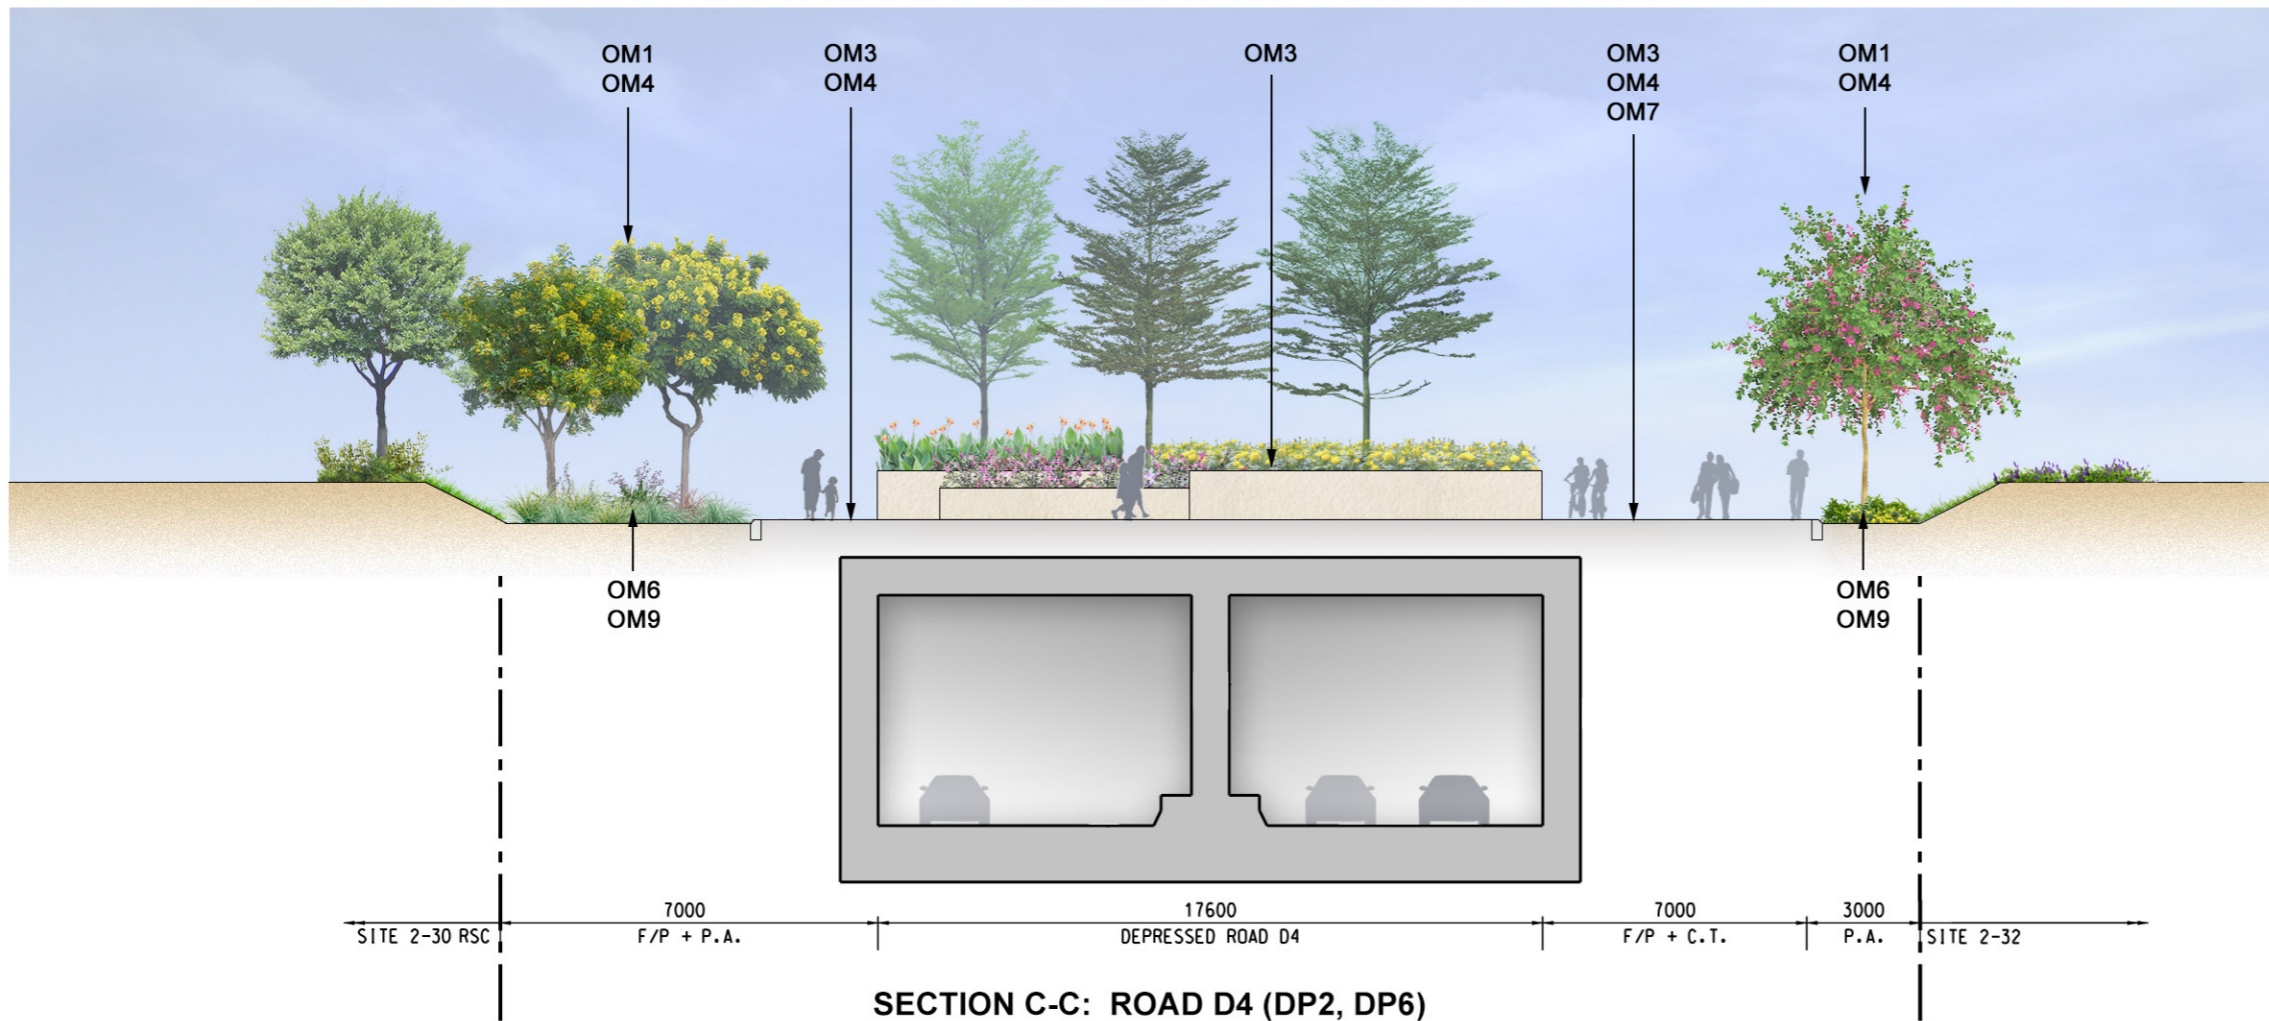 OM1
OM4
OM3
OM4
OM3
OM3
OM4
OM7
OM1
OM4
OM6
OM9
OM6
OM9
7000
17600
7000
3000
SITE 2-30 RSC
F/P + P.A.
DEPRESSED ROAD D4
F/P + C.T.
P.A.
SITE 2-32
SECTION C-C: ROAD D4 (DP2, DP6)